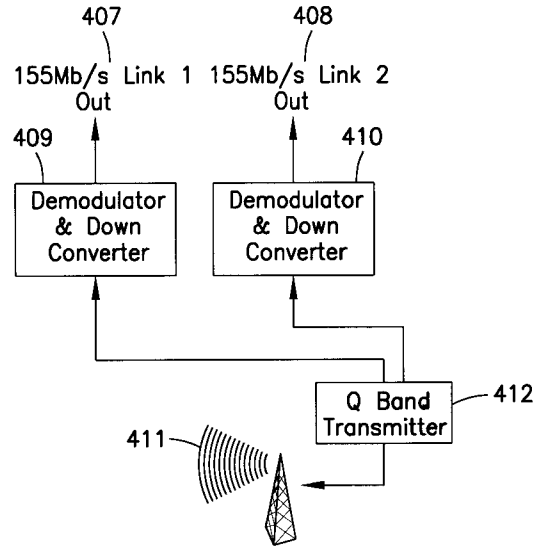 407
408
155Mb/s Link 1
Out
155Mb/s Link 2
Out
409
410
Demodulator
& Down
Converter
Demodulator
& Down
Converter
Q Band
Transmitter
412
411